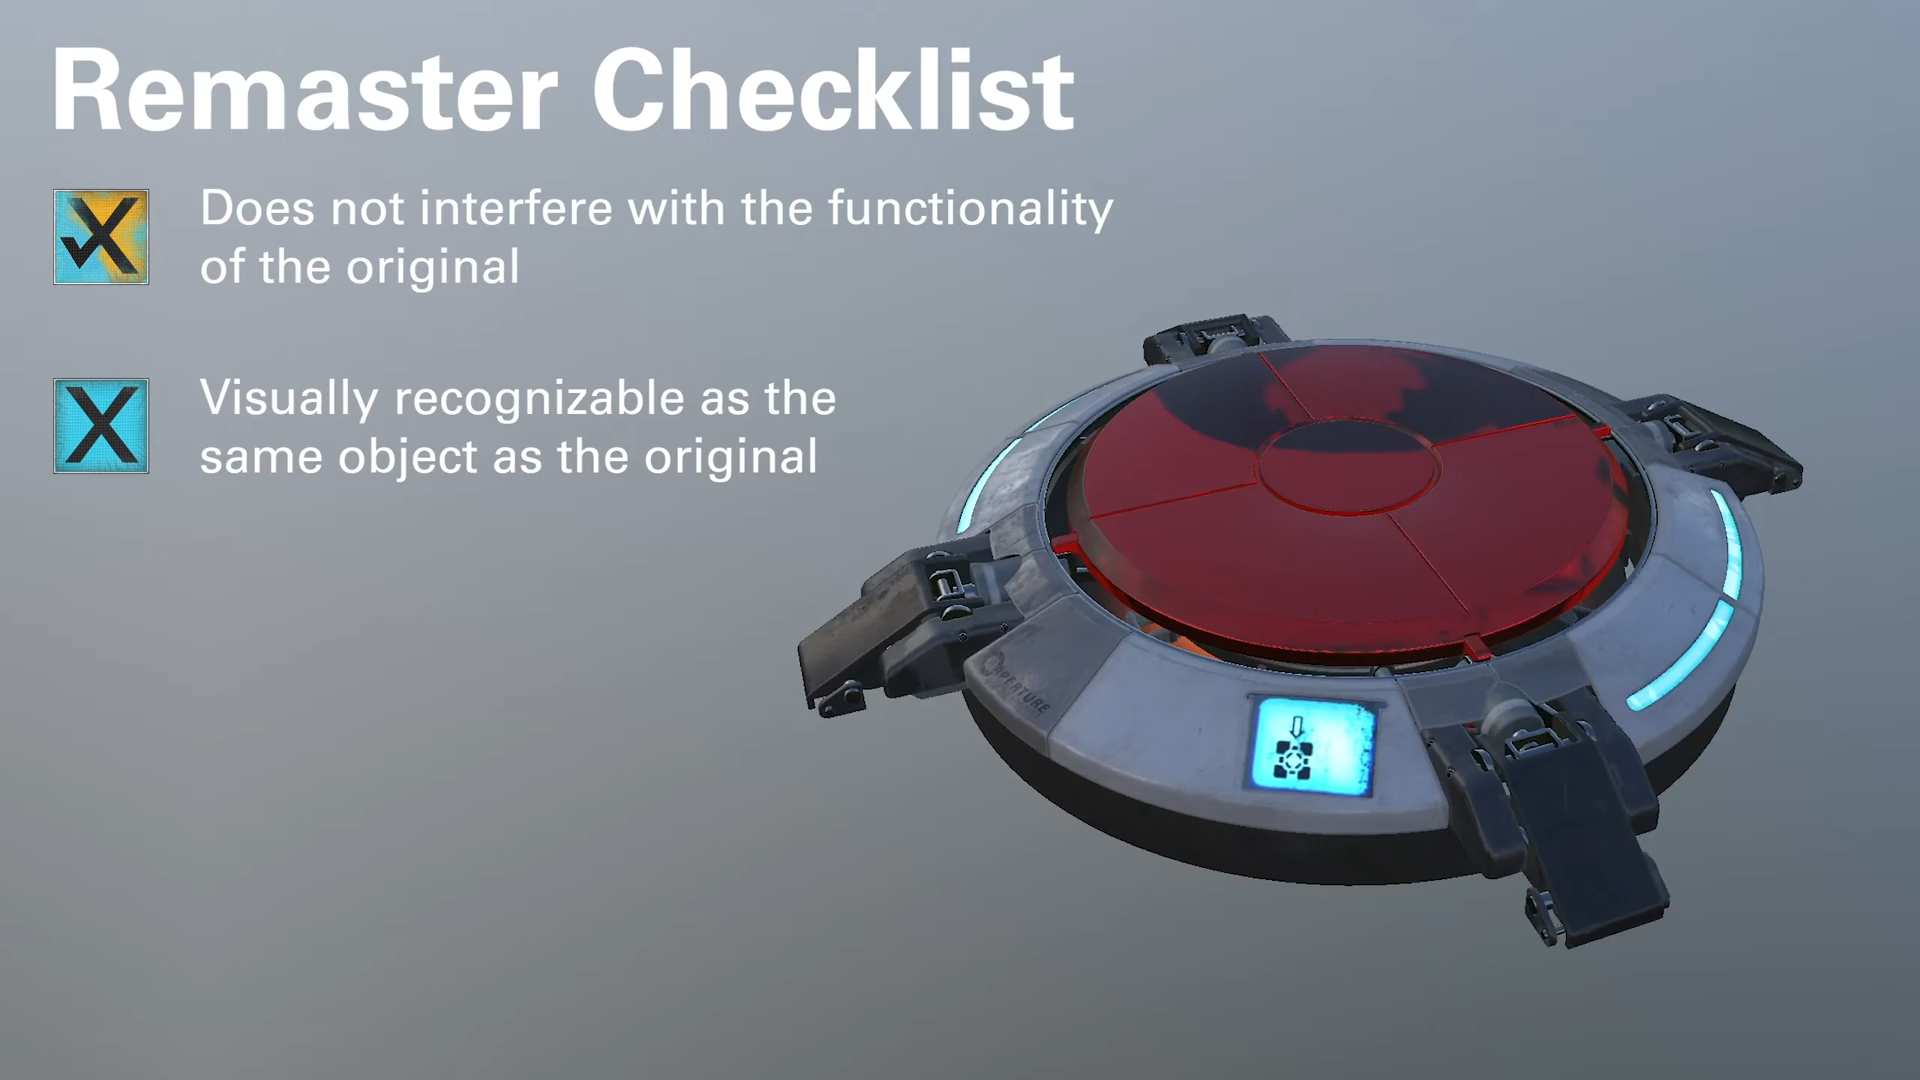 Remaster Checklist
Does not interfere with the functionality
of the original
Visually recognizable as the
same object as the original
APERTURE